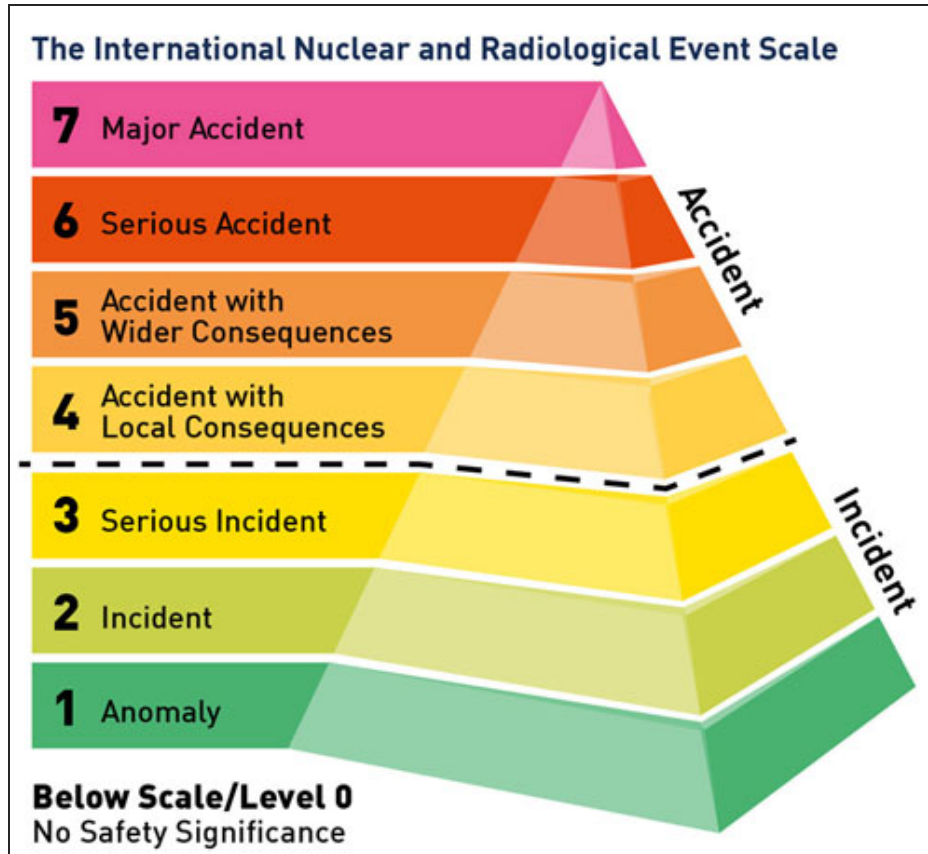 The International Nuclear and Radiological Event Scale
7 Major Accident
6 Serious Accident
5 Accident with
Wider Consequences
4 Accident with
Local Consequences
3 Serious Incident
2 Incident
1 Anomaly
Accident
Incident
Below Scale/Level 0
No Safety Significance